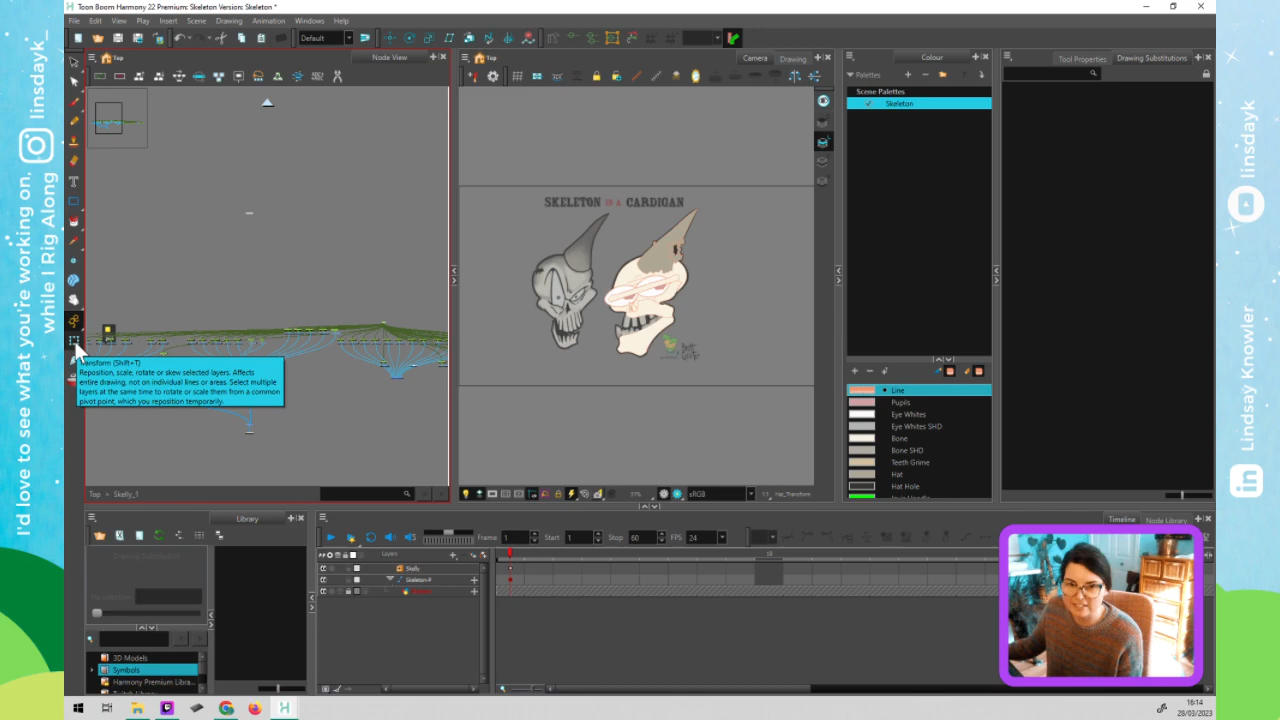 Toon Boom Harmony 22 Premium: Skeleton Version: Skeleton *
File Edit View Play Insert Scene Drawing Animation Windows Help
Default
Top
Node View
Top
Camera
Drawing
Colour
Tool Properties
Drawing Substitutions
Palettes
Scene Palettes
Skeleton
SKELETON IN A CARDIGAN
Transform (Shift+T)
Reposition, scale, rotate or skew selected layers. Affects
entire drawing, not on individual lines or areas. Select multiple
layers at the same time to rotate or scale them from a common
pivot point, which you reposition temporarily.
Line
Pupils
Eye Whites
Eye Whites SHD
Bone
Bone SHD
Teeth Grime
Hat
Hat Hole
Top Skelly_1
sRGB
Hat_Transform
Library
Timeline
Node Library
Frame 1 Start 1 Stop 60 FPS 24
Layers
Skelly
Skeleton-P
3D Models
Symbols
Harmony Premium Libra...
16:14
28/03/2023
I'd love to see what you're working on,
while I Rig Along
linsdayk_
linsdayk
Lindsay Knowler